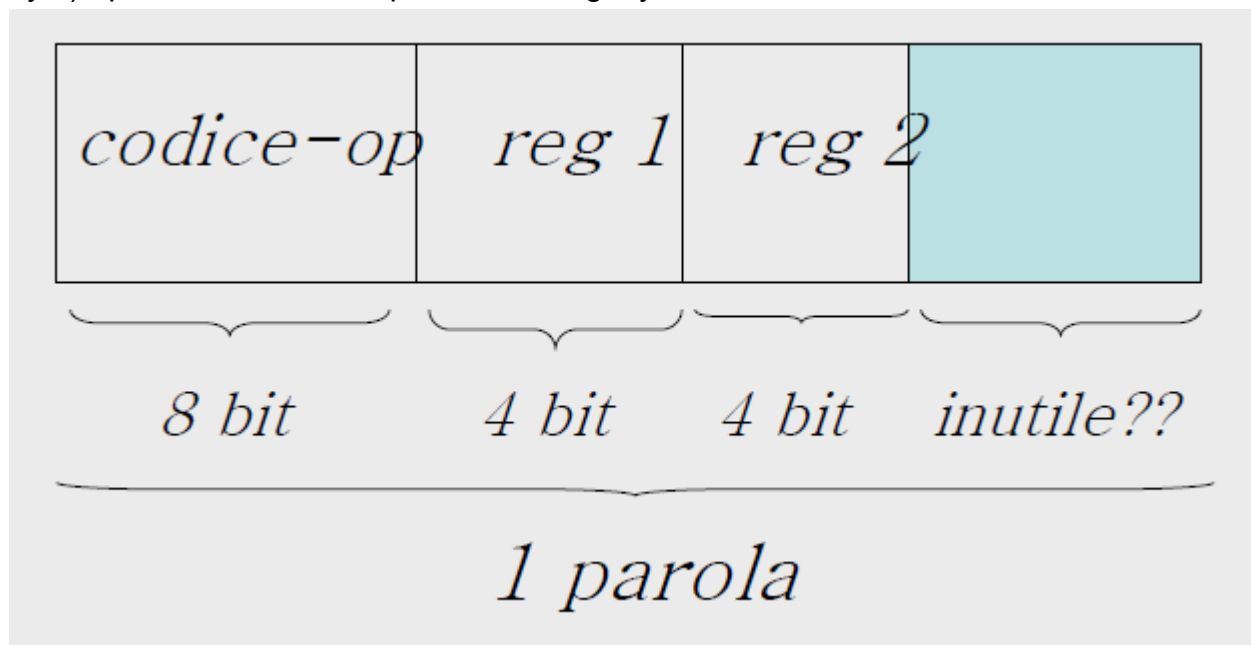 codice-op reg 1 reg 2
8 bit 4 bit 4 bit inutile??
1 parola